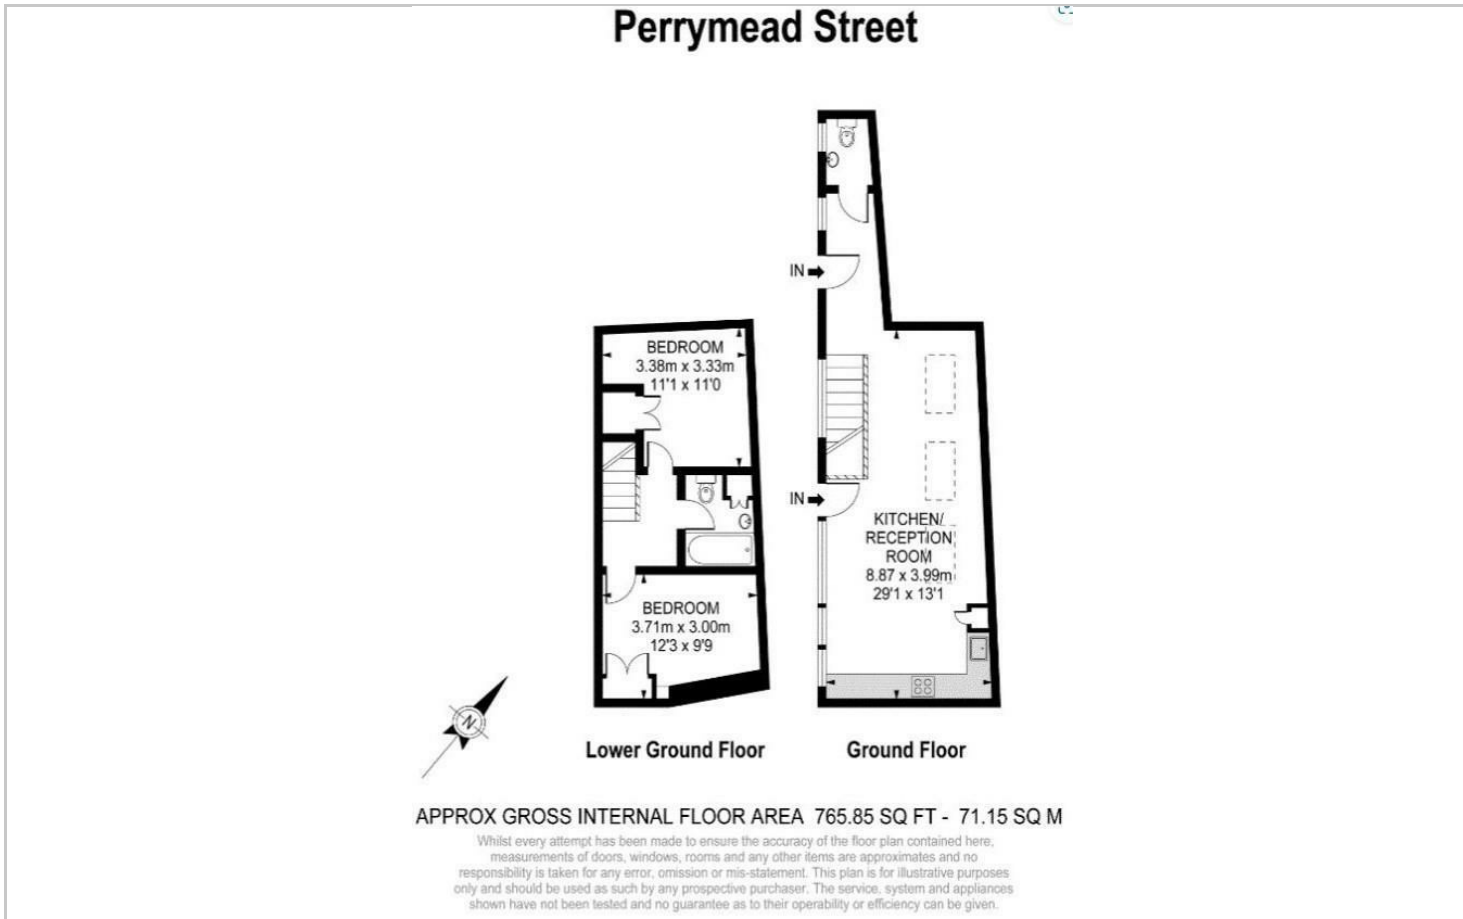 Perrymead Street
IN
BEDROOM
3.38m x 3.33m
11'1 x 11'0
IN
KITCHEN/
RECEPTION
ROOM
8.87 x 3.99m
29'1 x 13'1
BEDROOM
3.71m x 3.00m
12'3 x 9'9
N
Lower Ground Floor
Ground Floor
APPROX GROSS INTERNAL FLOOR AREA 765.85 SQ FT - 71.15 SQ M
Whilst every attempt has been made to ensure the accuracy of the floor plan contained here,
measurements of doors, windows, rooms and any other items are approximates and no
responsibility is taken for any error, omission or mis-statement. This plan is for illustrative purposes
only and should be used as such by any prospective purchaser. The service, system and appliances
shown have not been tested and no guarantee as to their operability or efficiency can be given.